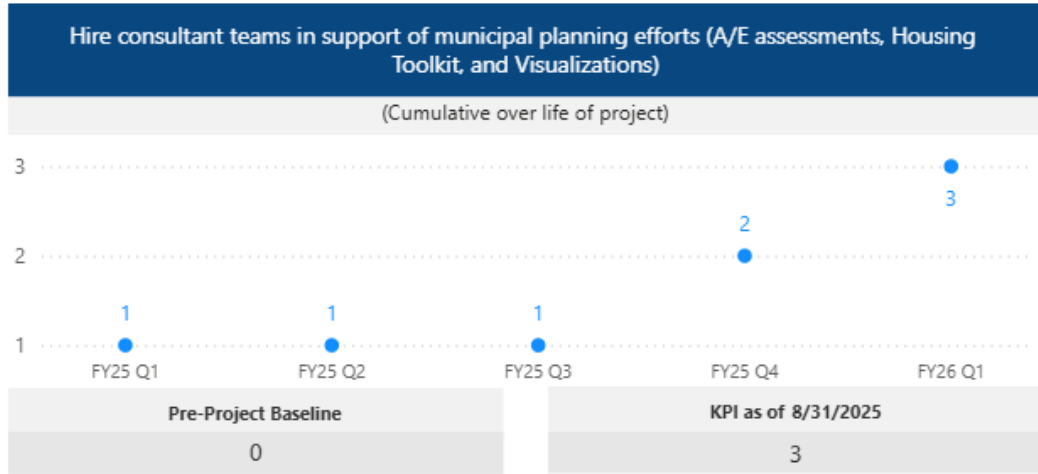 Hire consultant teams in support of municipal planning efforts (A/E assessments, Housing
Toolkit, and Visualizations)
(Cumulative over life of project)
3
3
2
2
1 1 1
1
FY25 Q1 FY25 Q2 FY25 Q3 FY25 Q4 FY26 Q1
Pre-Project Baseline KPI as of 8/31/2025
0 3